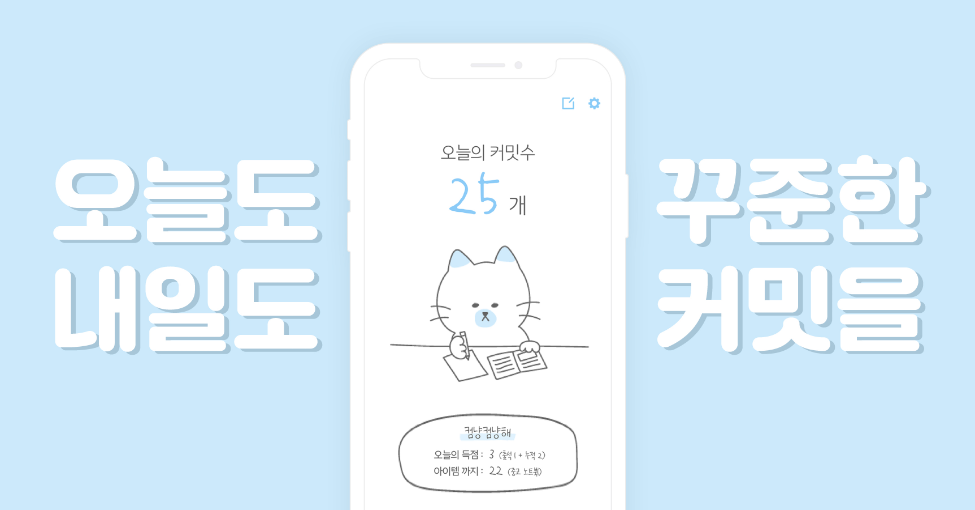 오늘도
내일도
꾸준한
커밋을
오늘의 커밋수
25 개
컴냥컴냥해
오늘의 득점 : 3 (출석 1 + 누적 2)
아이템 까지 : 22 (중고 노트북)